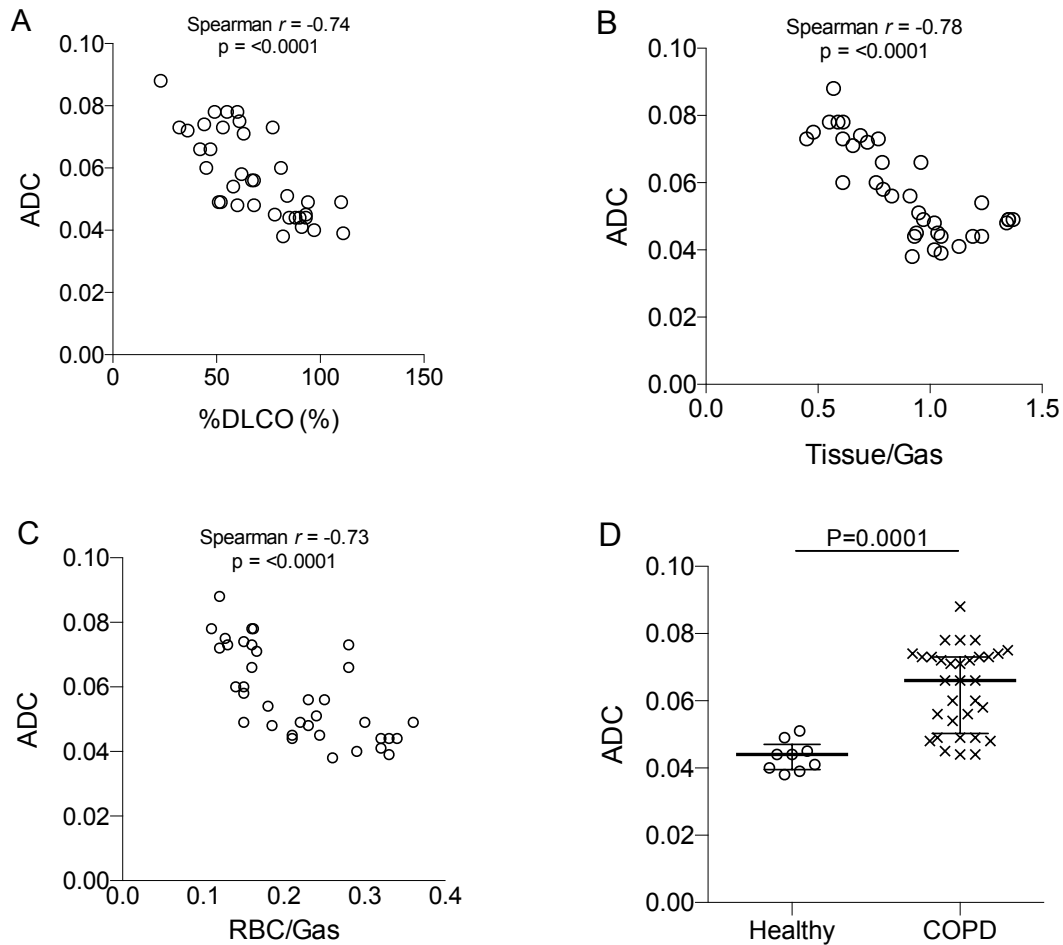 A
Spearman r = -0.74
p = <0.0001
0.10
0.08
0.06
0.04
0.02
0.00
ADC
0 50 100 150
%DLCO (%)
B
Spearman r = -0.78
p = <0.0001
0.10
0.08
0.06
0.04
0.02
0.00
ADC
0.0 0.5 1.0 1.5
Tissue/Gas
C
Spearman r = -0.73
p = <0.0001
0.10
0.08
0.06
0.04
0.02
0.00
ADC
0.0 0.1 0.2 0.3 0.4
RBC/Gas
D
P=0.0001
0.10
0.08
0.06
0.04
0.02
0.00
ADC
Healthy COPD